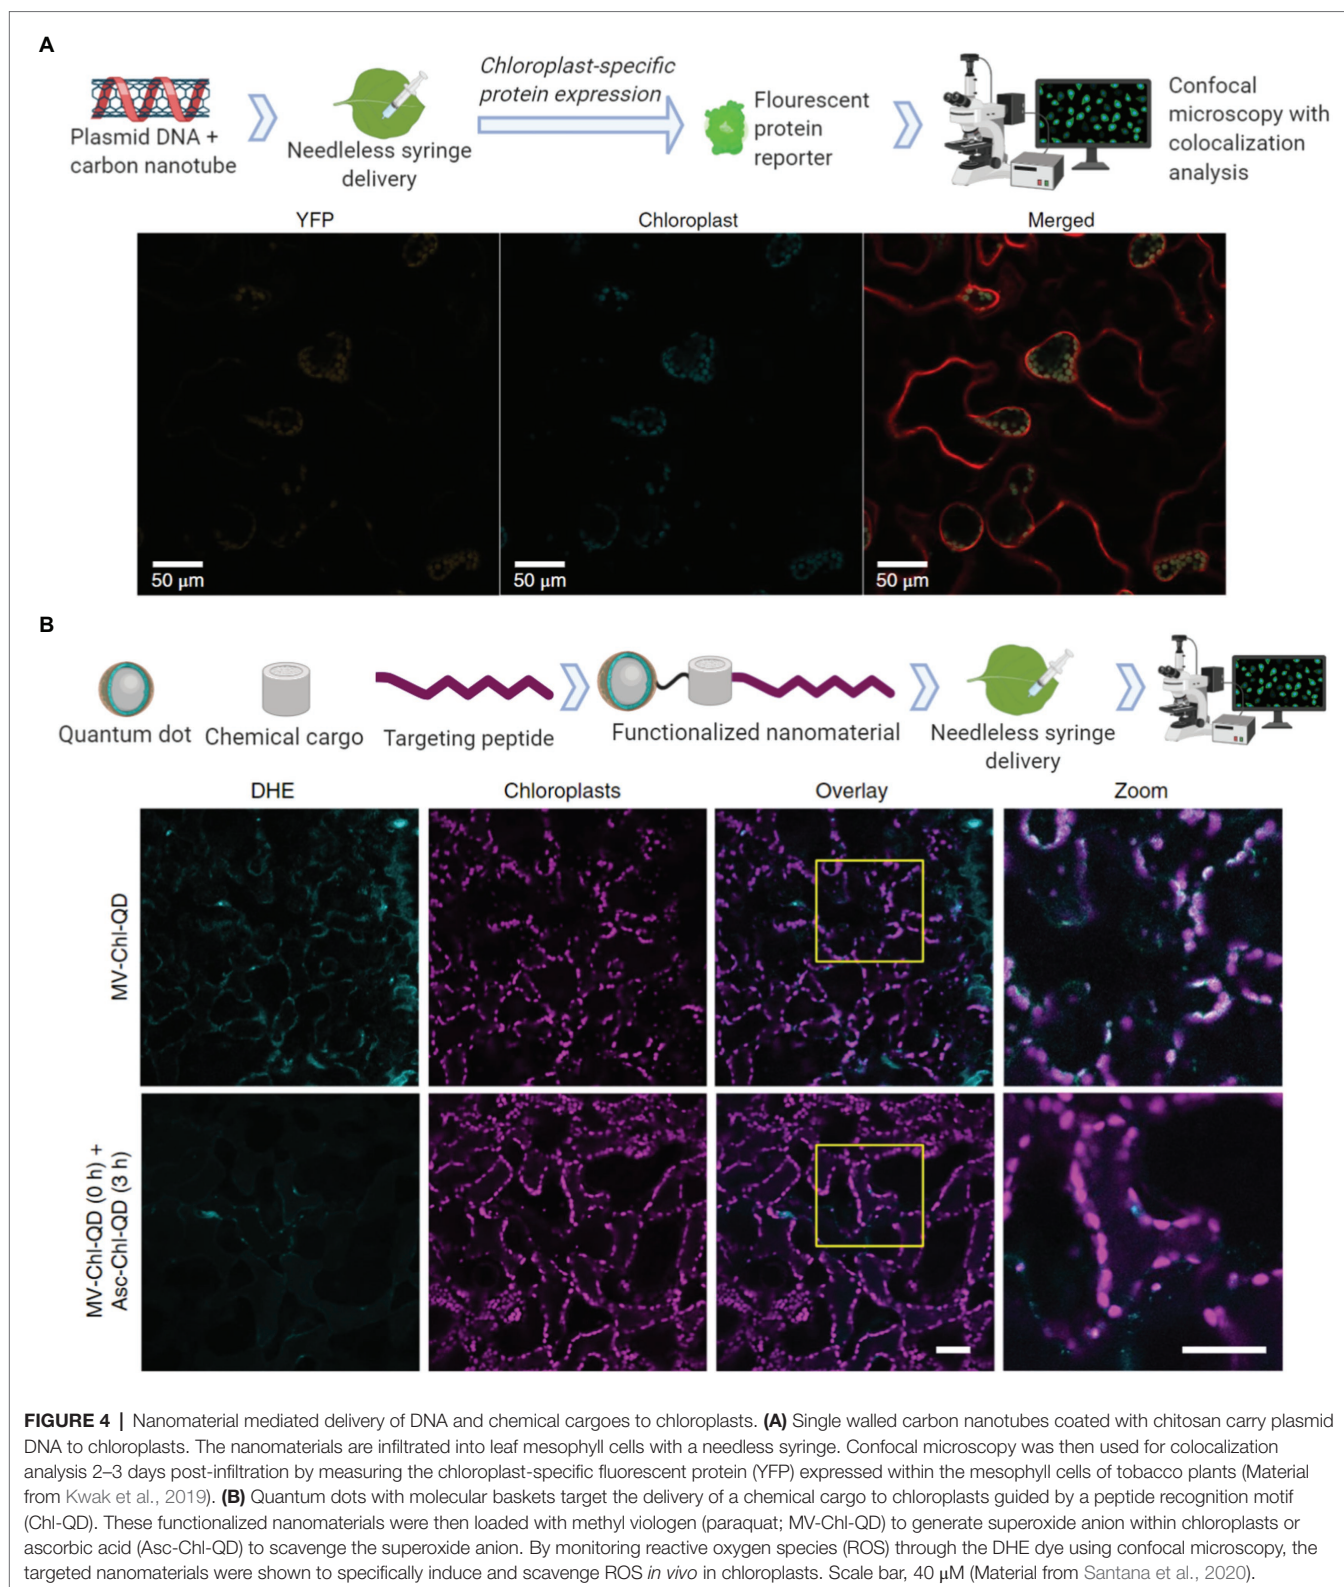 A
Plasmid DNA +
carbon nanotube
Needleless syringe
delivery
Chloroplast-specific
protein expression
Flourescent
protein
reporter
Confocal
microscopy with
colocalization
analysis
YFP
Chloroplast
Merged
50 μm
50 μm
50 μm
B
Quantum dot
Chemical cargo
Targeting peptide
Functionalized nanomaterial
Needleless syringe
delivery
DHE
Chloroplasts
Overlay
Zoom
MV-Chl-QD
MV-Chl-QD (0 h) +
Asc-Chl-QD (3 h)
FIGURE 4 | Nanomaterial mediated delivery of DNA and chemical cargoes to chloroplasts. (A) Single walled carbon nanotubes coated with chitosan carry plasmid
DNA to chloroplasts. The nanomaterials are infiltrated into leaf mesophyll cells with a needless syringe. Confocal microscopy was then used for colocalization
analysis 2–3 days post-infiltration by measuring the chloroplast-specific fluorescent protein (YFP) expressed within the mesophyll cells of tobacco plants (Material
from Kwak et al., 2019). (B) Quantum dots with molecular baskets target the delivery of a chemical cargo to chloroplasts guided by a peptide recognition motif
(Chl-QD). These functionalized nanomaterials were then loaded with methyl viologen (paraquat; MV-Chl-QD) to generate superoxide anion within chloroplasts or
ascorbic acid (Asc-Chl-QD) to scavenge the superoxide anion. By monitoring reactive oxygen species (ROS) through the DHE dye using confocal microscopy, the
targeted nanomaterials were shown to specifically induce and scavenge ROS in vivo in chloroplasts. Scale bar, 40 μM (Material from Santana et al., 2020).